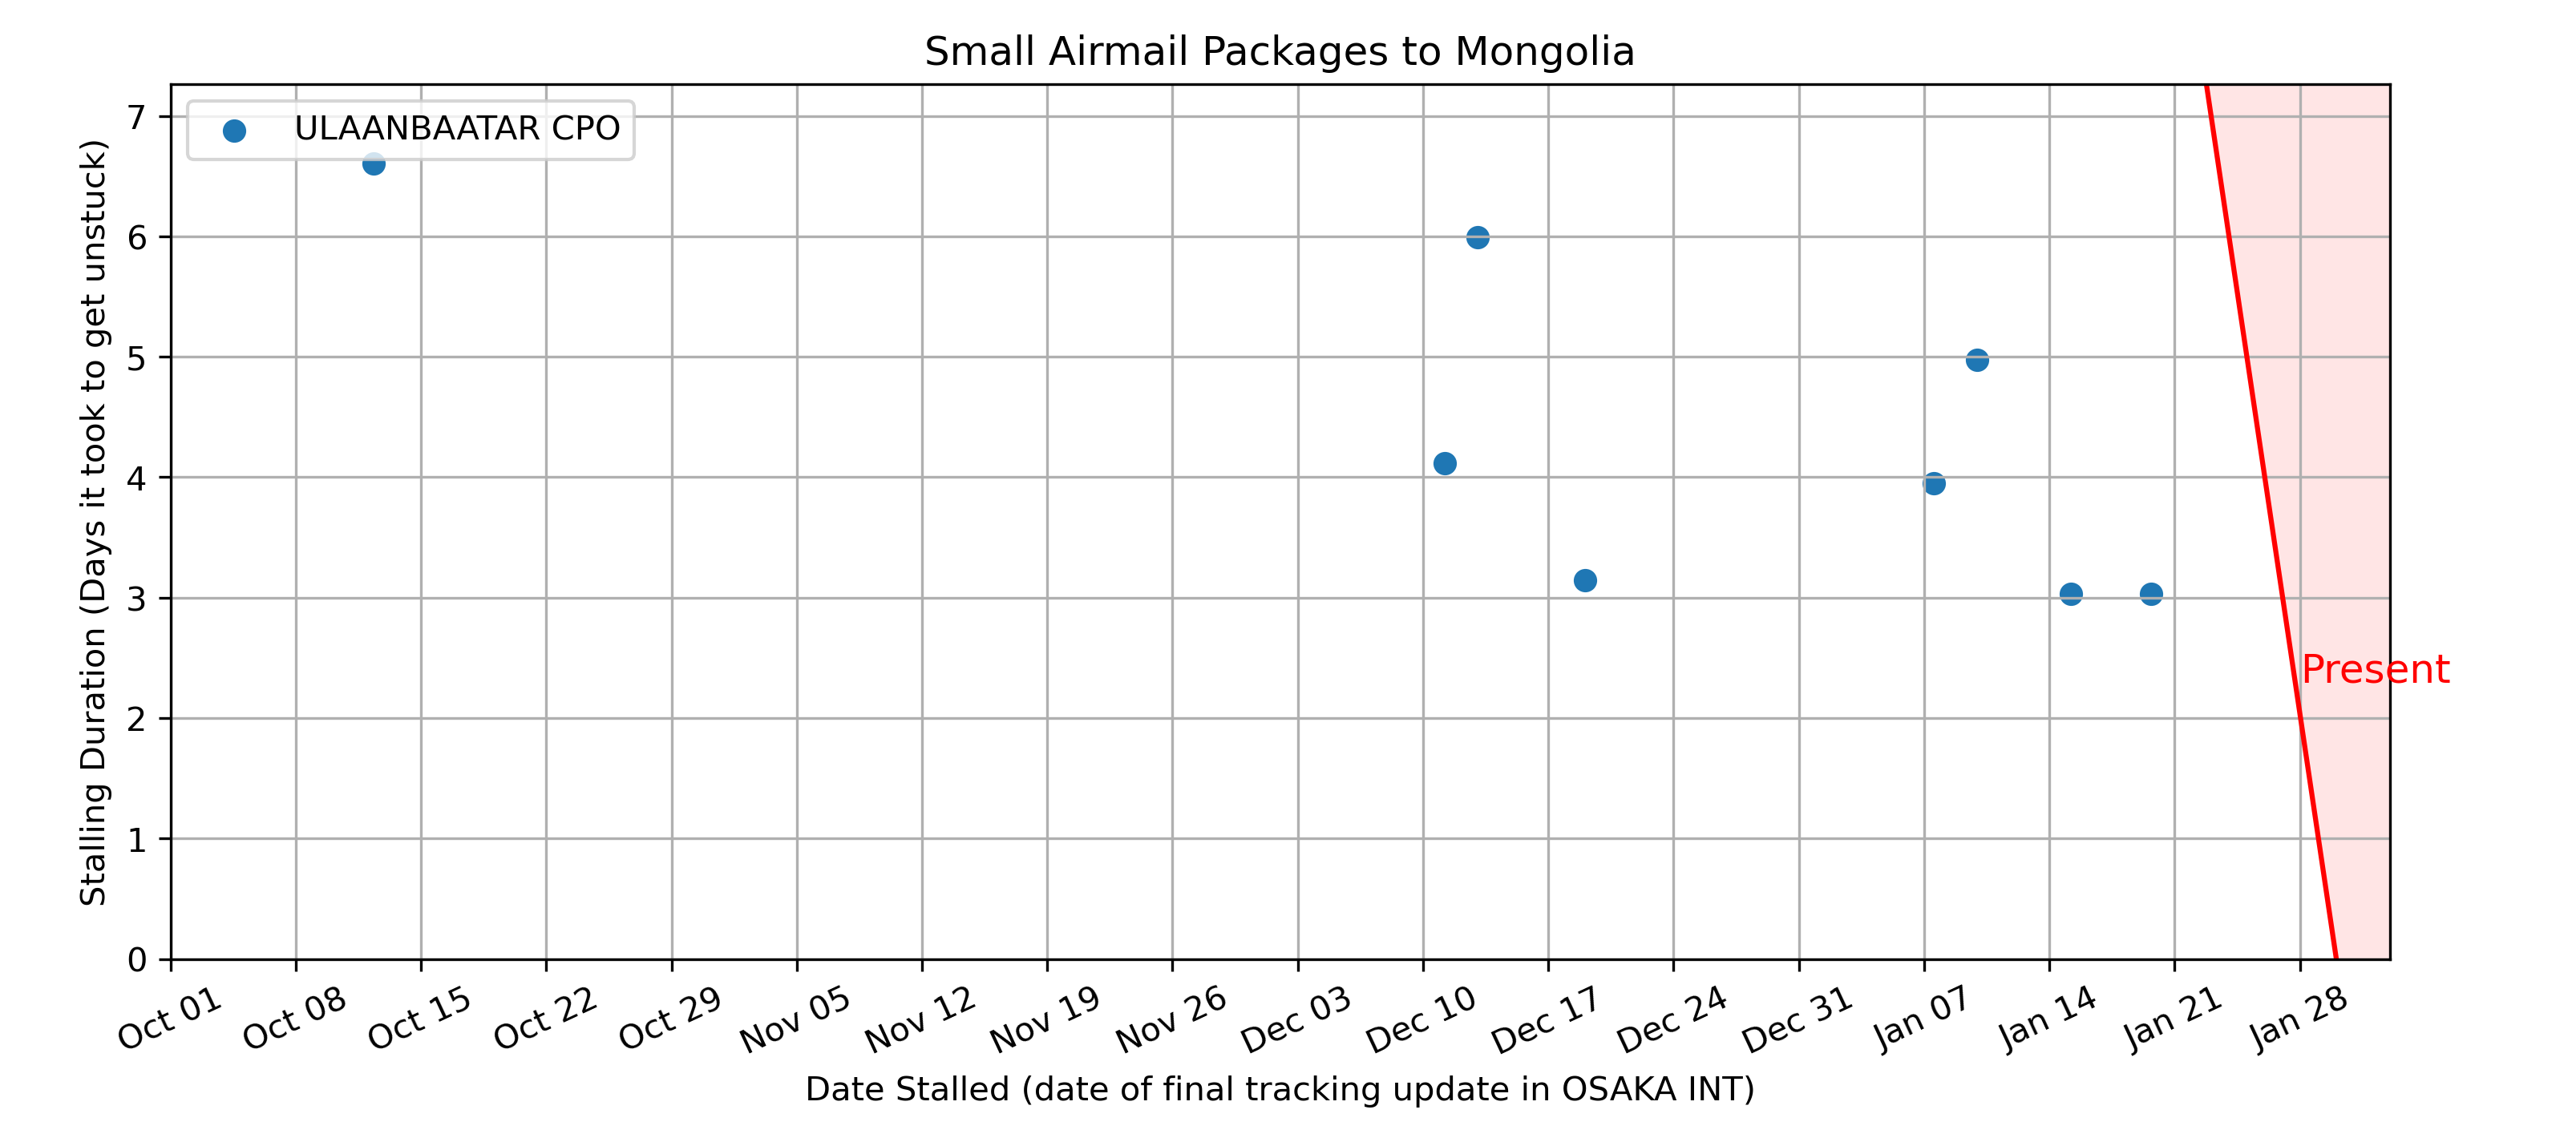 Small Airmail Packages to Mongolia
ULAANBAATAR CPO
Stalling Duration (Days it took to get unstuck)
7
6
5
4
3
2
1
0
Present
Oct 01
Oct 08
Oct 15
Oct 22
Oct 29
Nov 05
Nov 12
Nov 19
Nov 26
Dec 03
Dec 10
Dec 17
Dec 24
Dec 31
Jan 07
Jan 14
Jan 21
Jan 28
Date Stalled (date of final tracking update in OSAKA INT)